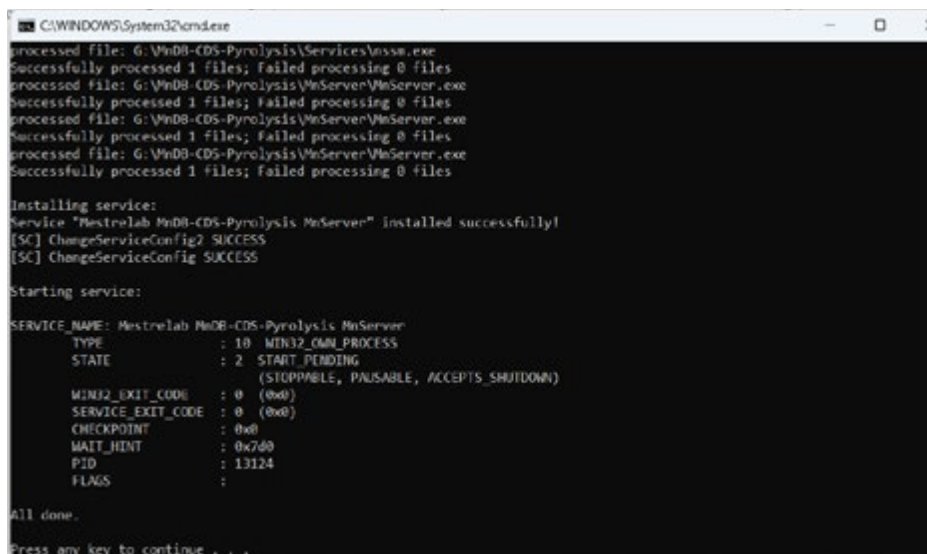 C:\WINDOWS\System32\cmd.exe
processed file: G:\MnDB-CDS-Pyrolysis\Services\nssm.exe
Successfully processed 1 files; Failed processing 0 files
processed file: G:\MnDB-CDS-Pyrolysis\MnServer\MnServer.exe
Successfully processed 1 files; Failed processing 0 files
processed file: G:\MnDB-CDS-Pyrolysis\MnServer\MnServer.exe
Successfully processed 1 files; Failed processing 0 files
processed file: G:\MnDB-CDS-Pyrolysis\MnServer\MnServer.exe
Successfully processed 1 files; Failed processing 0 files
Installing service:
Service "Mestrelab MnDB-CDS-Pyrolysis MnServer" installed successfully!
[SC] ChangeServiceConfig2 SUCCESS
[SC] ChangeServiceConfig SUCCESS
Starting service:
SERVICE_NAME: Mestrelab MnDB-CDS-Pyrolysis MnServer
TYPE : 10 WIN32_OWN_PROCESS
STATE : 2 START_PENDING
(STOPPABLE, PAUSABLE, ACCEPTS_SHUTDOWN)
WIN32_EXIT_CODE : 0 (0x0)
SERVICE_EXIT_CODE : 0 (0x0)
CHECKPOINT : 0x0
WAIT_HINT : 0x7d0
PID : 13124
FLAGS :
All done.
Press any key to continue . . .